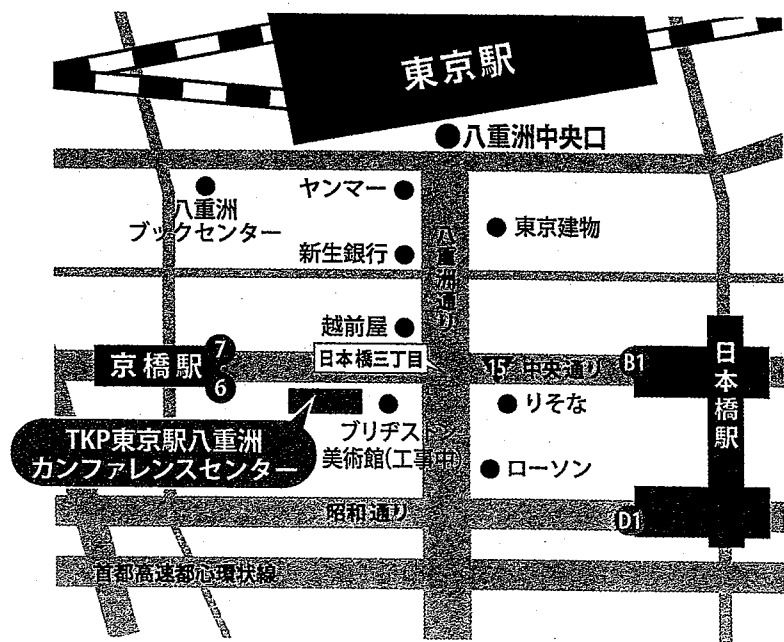 東京駅
八重洲中央口
ヤンマー
八重洲
ブックセンター
東京建物
新生銀行
八重洲通り
越前屋
日本橋三丁目
京橋駅
7
6
15
中央通り
B1
日本橋駅
TKP東京駅八重洲
カンファレンスセンター
ブリヂストン
美術館(工事中)
りそな
ローソン
昭和通り
D1
首都高速都心環状線